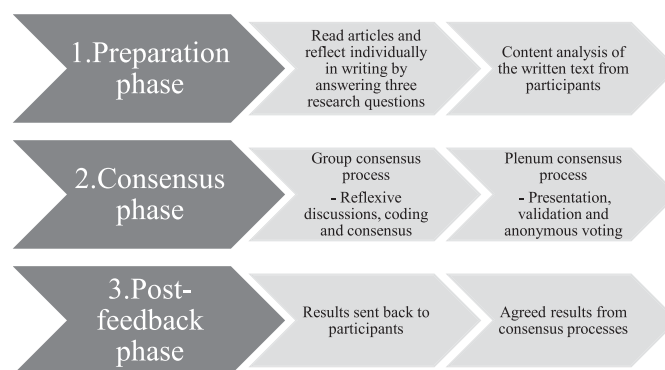 1.Preparation
phase
Read articles and
reflect individually
in writing by
answering three
research questions
Content analysis of
the written text from
participants
2.Consensus
phase
Group consensus
process
- Reflexive
discussions, coding
and consensus
Plenum consensus
process
- Presentation,
validation and
anonymous voting
3.Post-
feedback
phase
Results sent back to
participants
Agreed results from
consensus processes